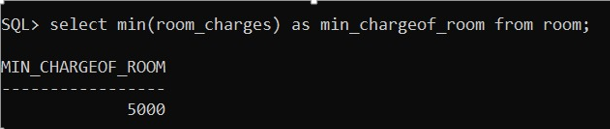 SQL> select min(room_charges) as min_chargeof_room from room;
MIN_CHARGEOF_ROOM
-----------------
5000